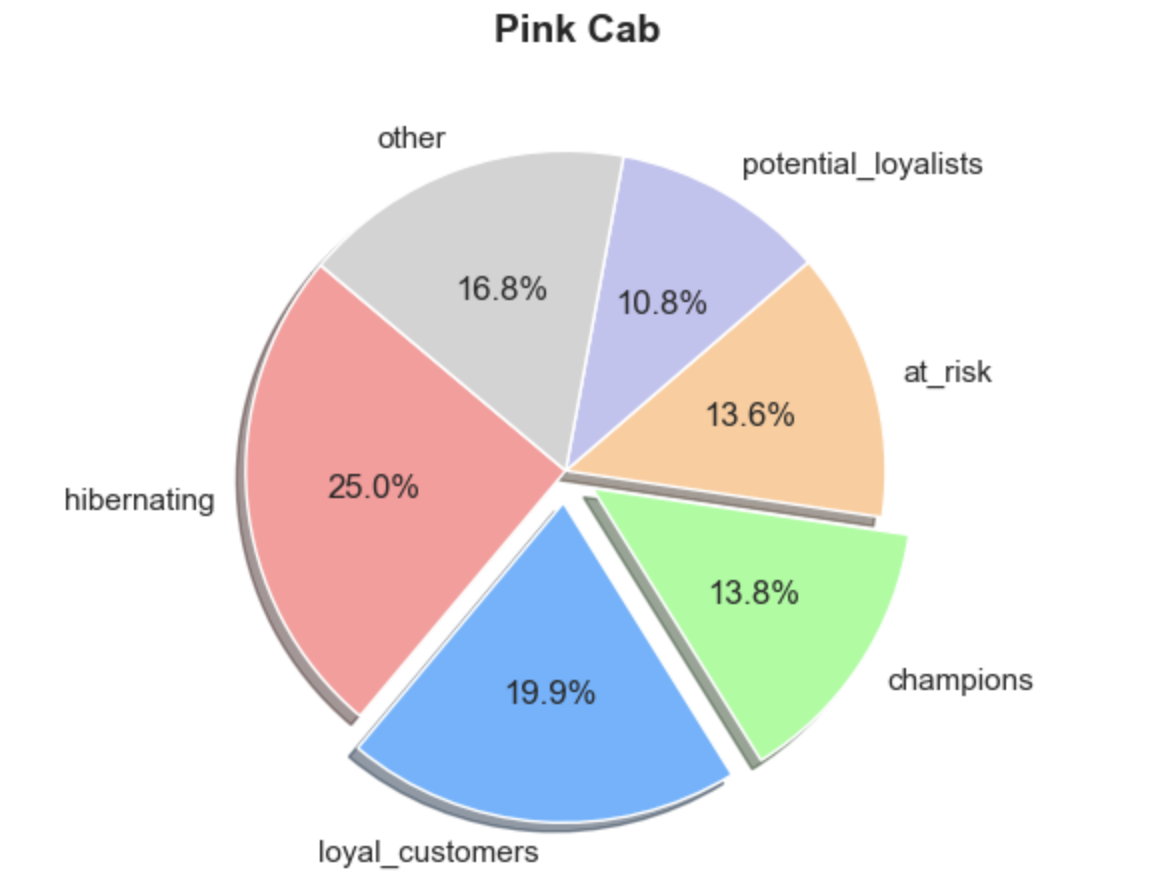 Pink Cab
other
potential_loyalists
16.8%
10.8%
at_risk
13.6%
25.0%
hibernating
13.8%
19.9%
champions
loyal_customers